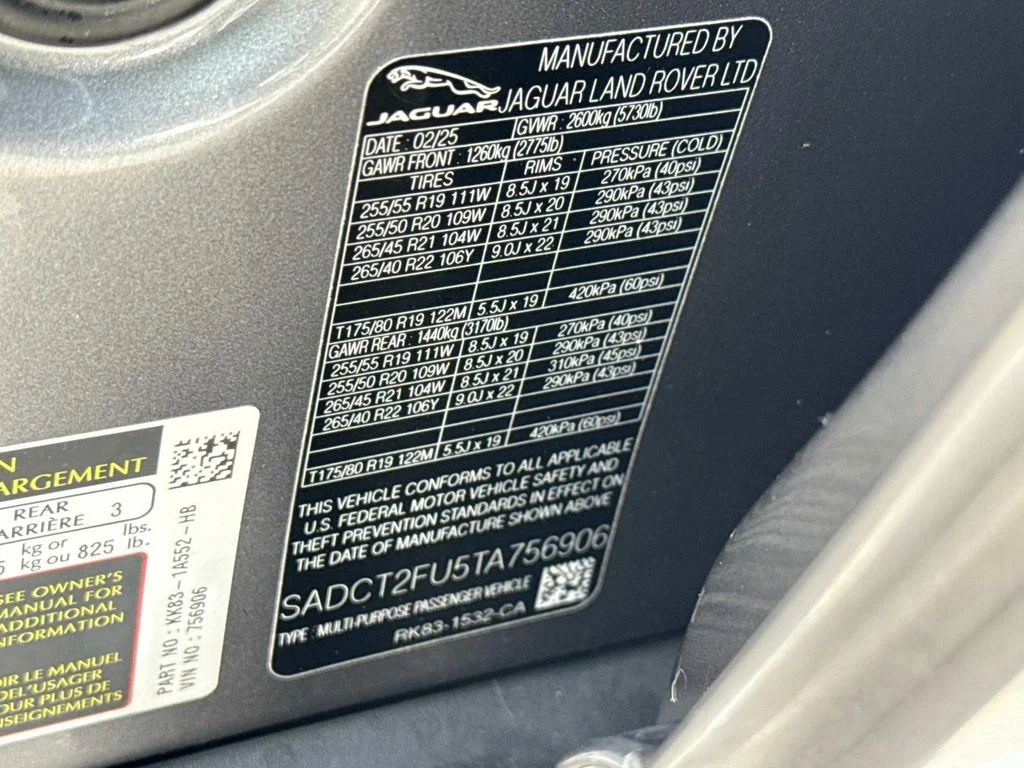 MANUFACTURED BY
JAGUAR JAGUAR LAND ROVER LTD
DATE : 02/25 GVWR : 2600kg (5730lb)
GAWR FRONT : 1260kg (2775lb)
TIRES RIMS PRESSURE (COLD)
255/55 R19 111W 8.5J x 19 270kPa (40psi)
255/50 R20 109W 8.5J x 20 290kPa (43psi)
265/45 R21 104W 8.5J x 21 290kPa (43psi)
265/40 R22 106Y 9.0J x 22 290kPa (43psi)
T175/80 R19 122M 5.5J x 19 420kPa (60psi)
GAWR REAR : 1440kg (3170lb)
255/55 R19 111W 8.5J x 19 270kPa (40psi)
255/50 R20 109W 8.5J x 20 290kPa (43psi)
265/45 R21 104W 8.5J x 21 310kPa (45psi)
265/40 R22 106Y 9.0J x 22 290kPa (43psi)
T175/80 R19 122M 5.5J x 19 420kPa (60psi)
THIS VEHICLE CONFORMS TO ALL APPLICABLE
U.S. FEDERAL MOTOR VEHICLE SAFETY AND
THEFT PREVENTION STANDARDS IN EFFECT ON
THE DATE OF MANUFACTURE SHOWN ABOVE
SADCT2FU5TA756906
TYPE : MULTI-PURPOSE PASSENGER VEHICLE
RK83-1532-CA
N
ARGEMENT
REAR
ARRIÈRE 3
kg or lbs.
5 kg ou 825 lb.
SEE OWNER'S
MANUAL FOR
ADDITIONAL
INFORMATION
OIR LE MANUEL
DEL'USAGER
OUR PLUS DE
NSEIGNEMENTS
PART NO : KK83-1A552-HB
VIN NO : 756906